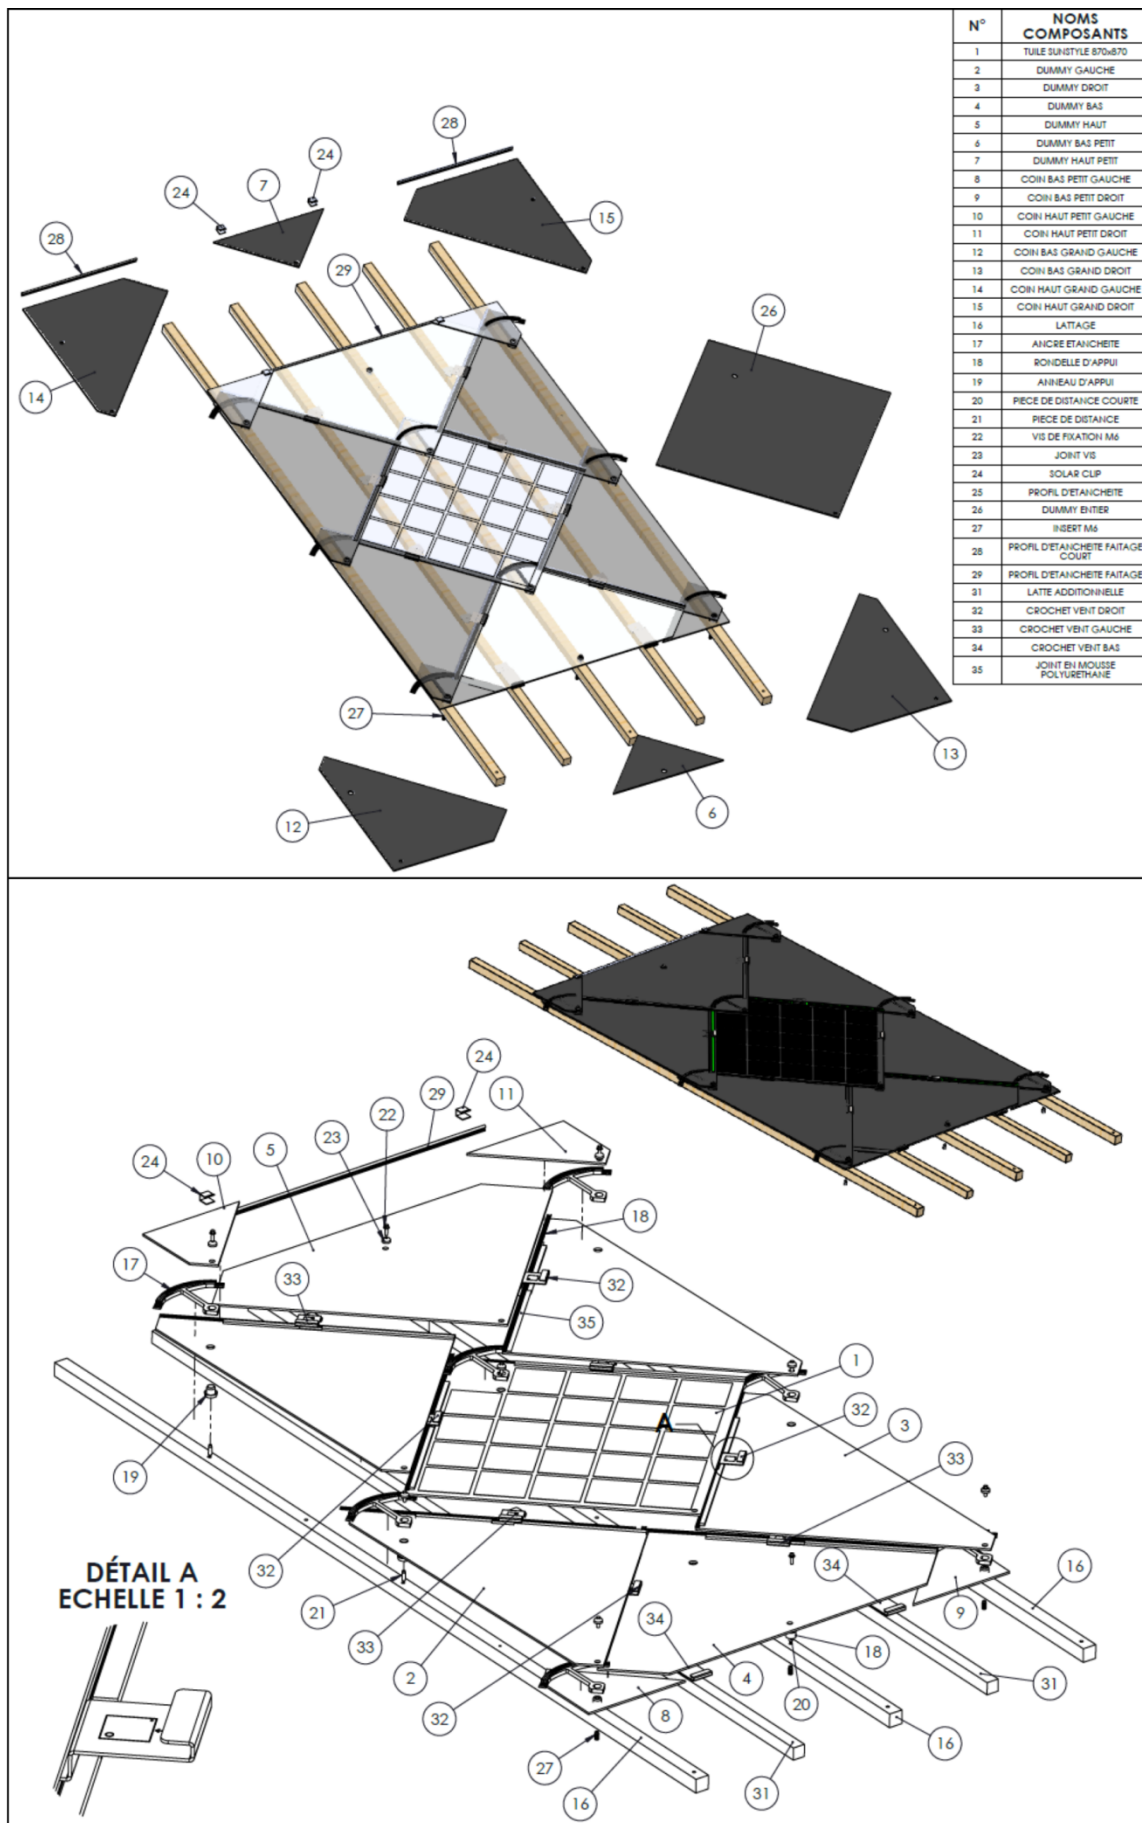 N° NOMS
COMPOSANTS
1 TUILE SUNSTYLE 870x870
2 DUMMY GAUCHE
3 DUMMY DROIT
4 DUMMY BAS
5 DUMMY HAUT
6 DUMMY BAS PETIT
7 DUMMY HAUT PETIT
8 COIN BAS PETIT GAUCHE
9 COIN BAS PETIT DROIT
10 COIN HAUT PETIT GAUCHE
11 COIN HAUT PETIT DROIT
12 COIN BAS GRAND GAUCHE
13 COIN BAS GRAND DROIT
14 COIN HAUT GRAND GAUCHE
15 COIN HAUT GRAND DROIT
16 LATTAGE
17 ANCRE ETANCHEITE
18 RONDELLE D'APPUI
19 ANNEAU D'APPUI
20 PIECE DE DISTANCE COURTE
21 PIECE DE DISTANCE
22 VIS DE FIXATION M6
23 JOINT VIS
24 SOLAR CLIP
25 PROFIL D'ETANCHEITE
26 DUMMY ENTIER
27 INSERT M6
28 PROFIL D'ETANCHEITE FAITAGE
COURT
29 PROFIL D'ETANCHEITE FAITAGE
31 LATTE ADDITIONNELLE
32 CROCHET VENT DROIT
33 CROCHET VENT GAUCHE
34 CROCHET VENT BAS
35 JOINT EN MOUSSE
POLYURETHANE
28
24
7
24
15
28
29
26
14
27
13
12
6
24
11
29
22
23
5
10
24
18
17
33
32
35
1
A
32
3
33
19
32
21
33
2
32
34
34
9
16
18
4
20
31
8
16
27
16
31
DÉTAIL A
ECHELLE 1 : 2